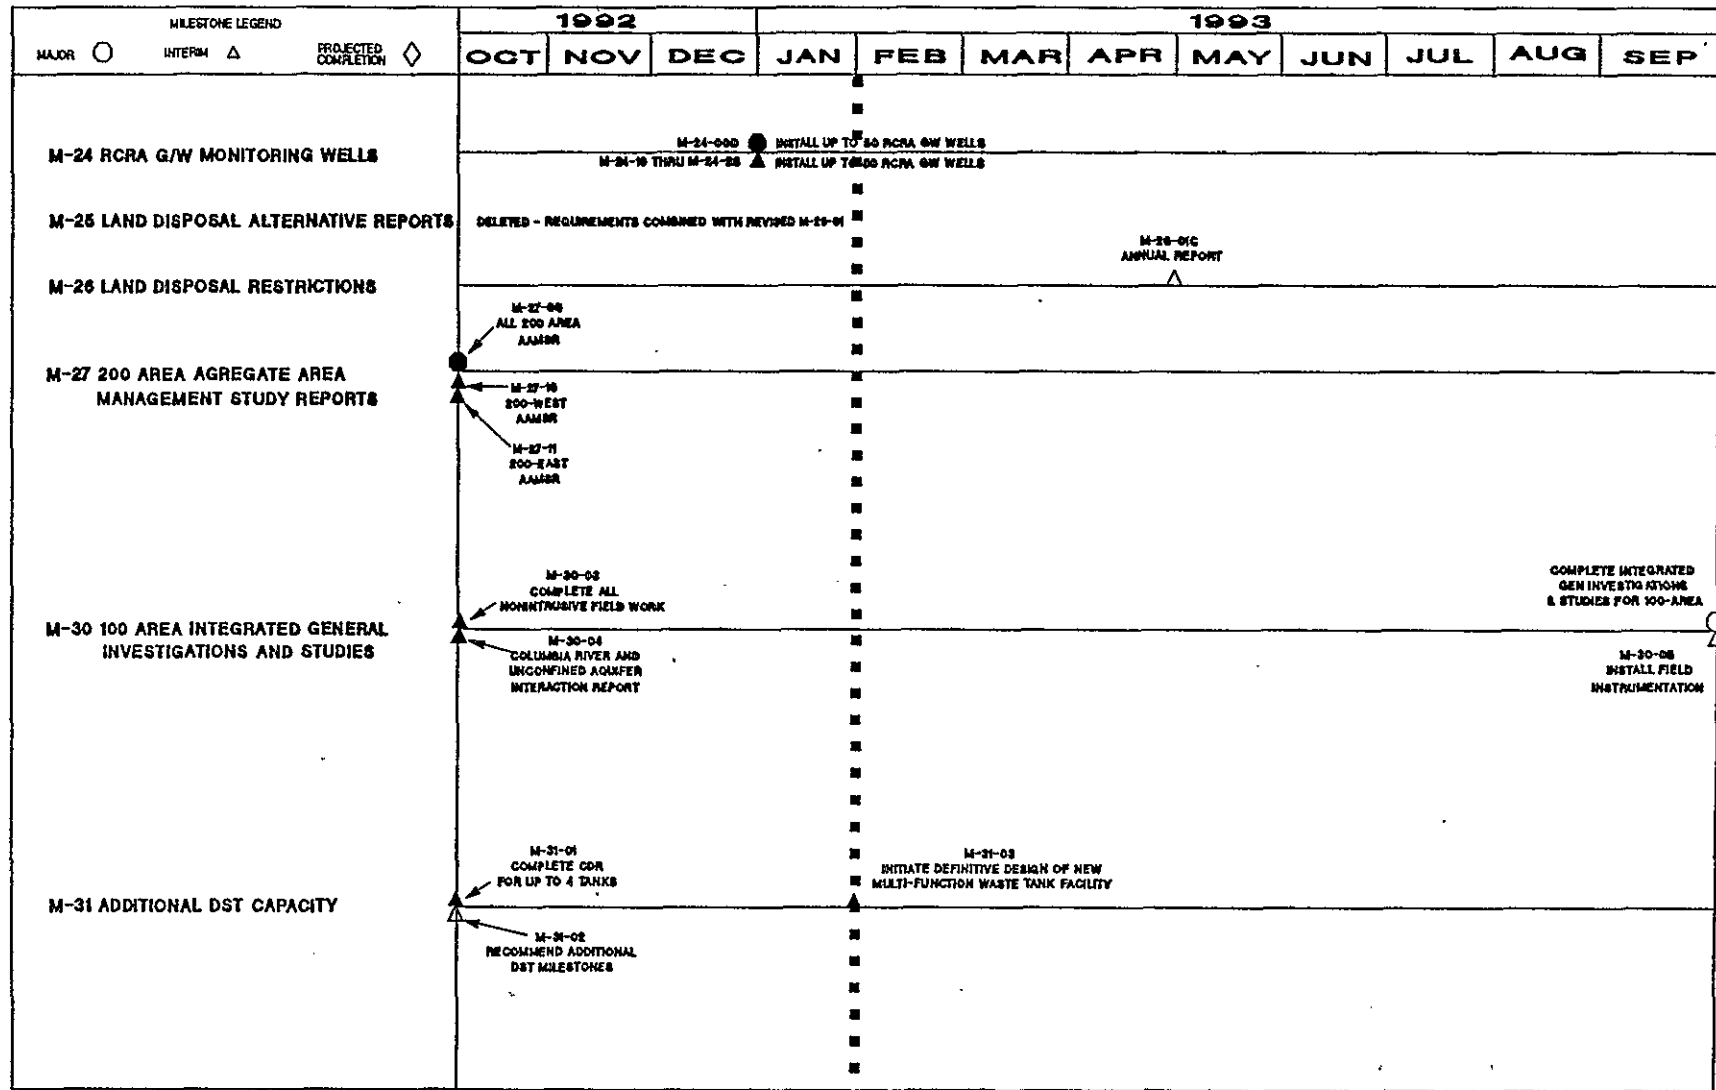 MILESTONE LEGEND
MAJOR INTERIM PROJECTED
COMPLETION
1992 1993
OCT NOV DEC JAN FEB MAR APR MAY JUN JUL AUG SEP
M-24 RCRA G/W MONITORING WELLS
M-24-00D INSTALL UP TO 50 RCRA GW WELLS
THRU INSTALL UP TO RCRA GW WELLS
M-25 LAND DISPOSAL ALTERNATIVE REPORTS
DELETED - REQUIREMENTS COMBINED WITH REVISED
M-26 LAND DISPOSAL RESTRICTIONS
M-26-01C
ANNUAL REPORT
M-27 200 AREA AGREGATE AREA
MANAGEMENT STUDY REPORTS
ALL 200 AREA
AAMSR
200-WEST
AAMSR
M-27-11
200-EAST
AAMSR
M-30 100 AREA INTEGRATED GENERAL
INVESTIGATIONS AND STUDIES
COMPLETE ALL
NONINTRUSIVE FIELD WORK
M-30-04
COLUMBIA RIVER AND
UNCONFINED AQUIFER
INTERACTION REPORT
COMPLETE INTEGRATED
GEN INVESTIGATIONS
& STUDIES FOR 100-AREA
INSTALL FIELD
INSTRUMENTATION
M-31 ADDITIONAL DST CAPACITY
M-31-01
COMPLETE CDR
FOR UP TO 4 TANKS
M-31-02
RECOMMEND ADDITIONAL
DST MILESTONES
M-31-03
INITIATE DEFINITIVE DESIGN OF NEW
MULTI-FUNCTION WASTE TANK FACILITY